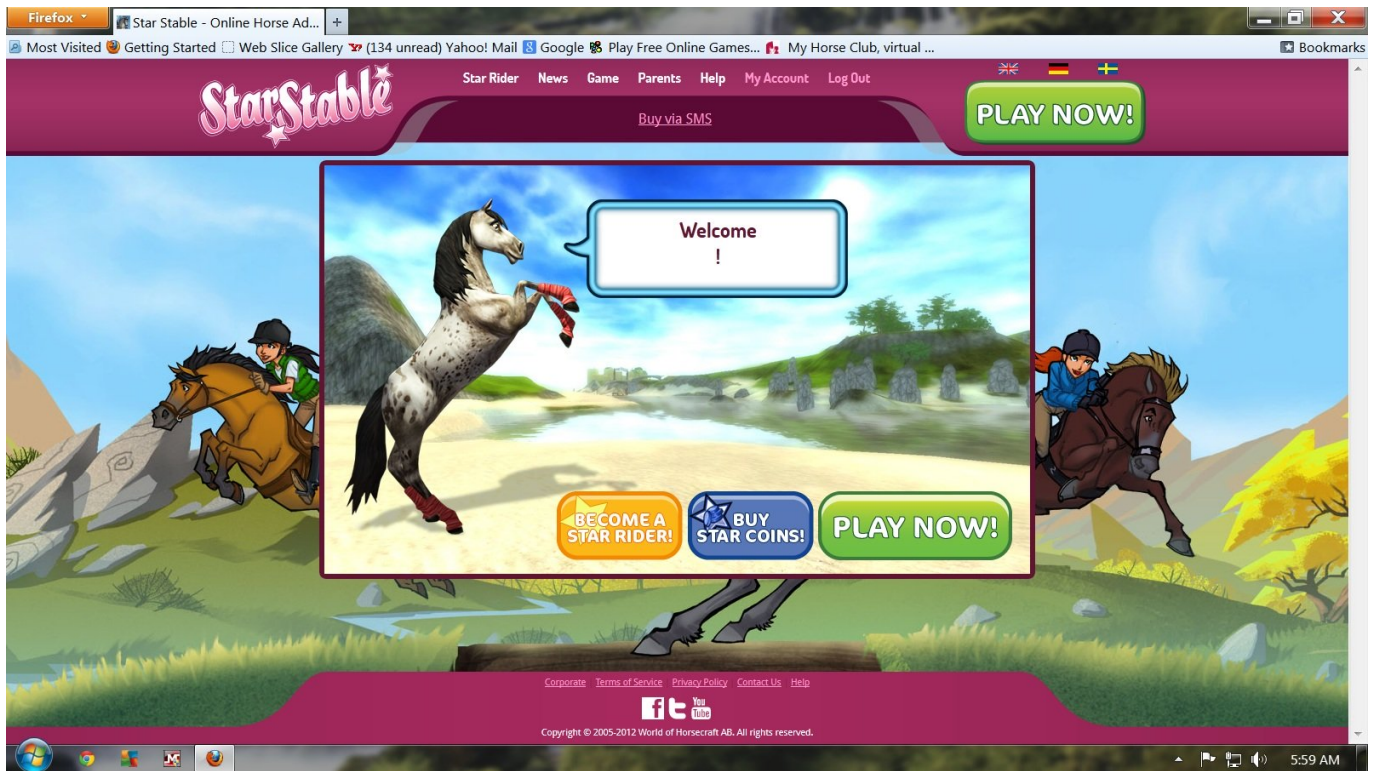 Firefox
Star Stable - Online Horse Ad...
Most Visited Getting Started Web Slice Gallery (134 unread) Yahoo! Mail Google Play Free Online Games... My Horse Club, virtual ... Bookmarks
StarStable
Star Rider News Game Parents Help My Account Log Out
Buy via SMS
PLAY NOW!
Welcome
!
BECOME A
STAR RIDER!
BUY
STAR COINS!
PLAY NOW!
Corporate Terms of Service Privacy Policy Contact Us Help
You
Tube
Copyright © 2005-2012 World of Horsecraft AB. All rights reserved.
5:59 AM